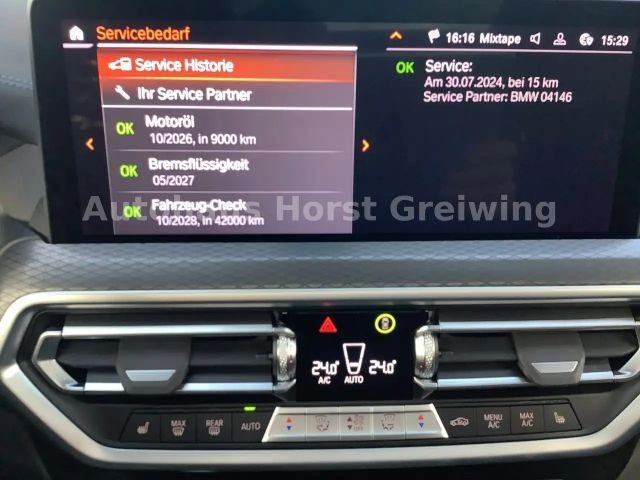 Servicebedarf
16:16 Mixtape 15:29
Service Historie
Ihr Service Partner
OK Motoröl
10/2026, in 9000 km
OK Bremsflüssigkeit
05/2027
OK Fahrzeug-Check
10/2028, in 42000 km
OK Service:
Am 30.07.2024, bei 15 km
Service Partner: BMW 04146
Autohaus Horst Greiwing
24.0 24.0
A/C AUTO
MAX REAR AUTO
MENU A/C MAX A/C